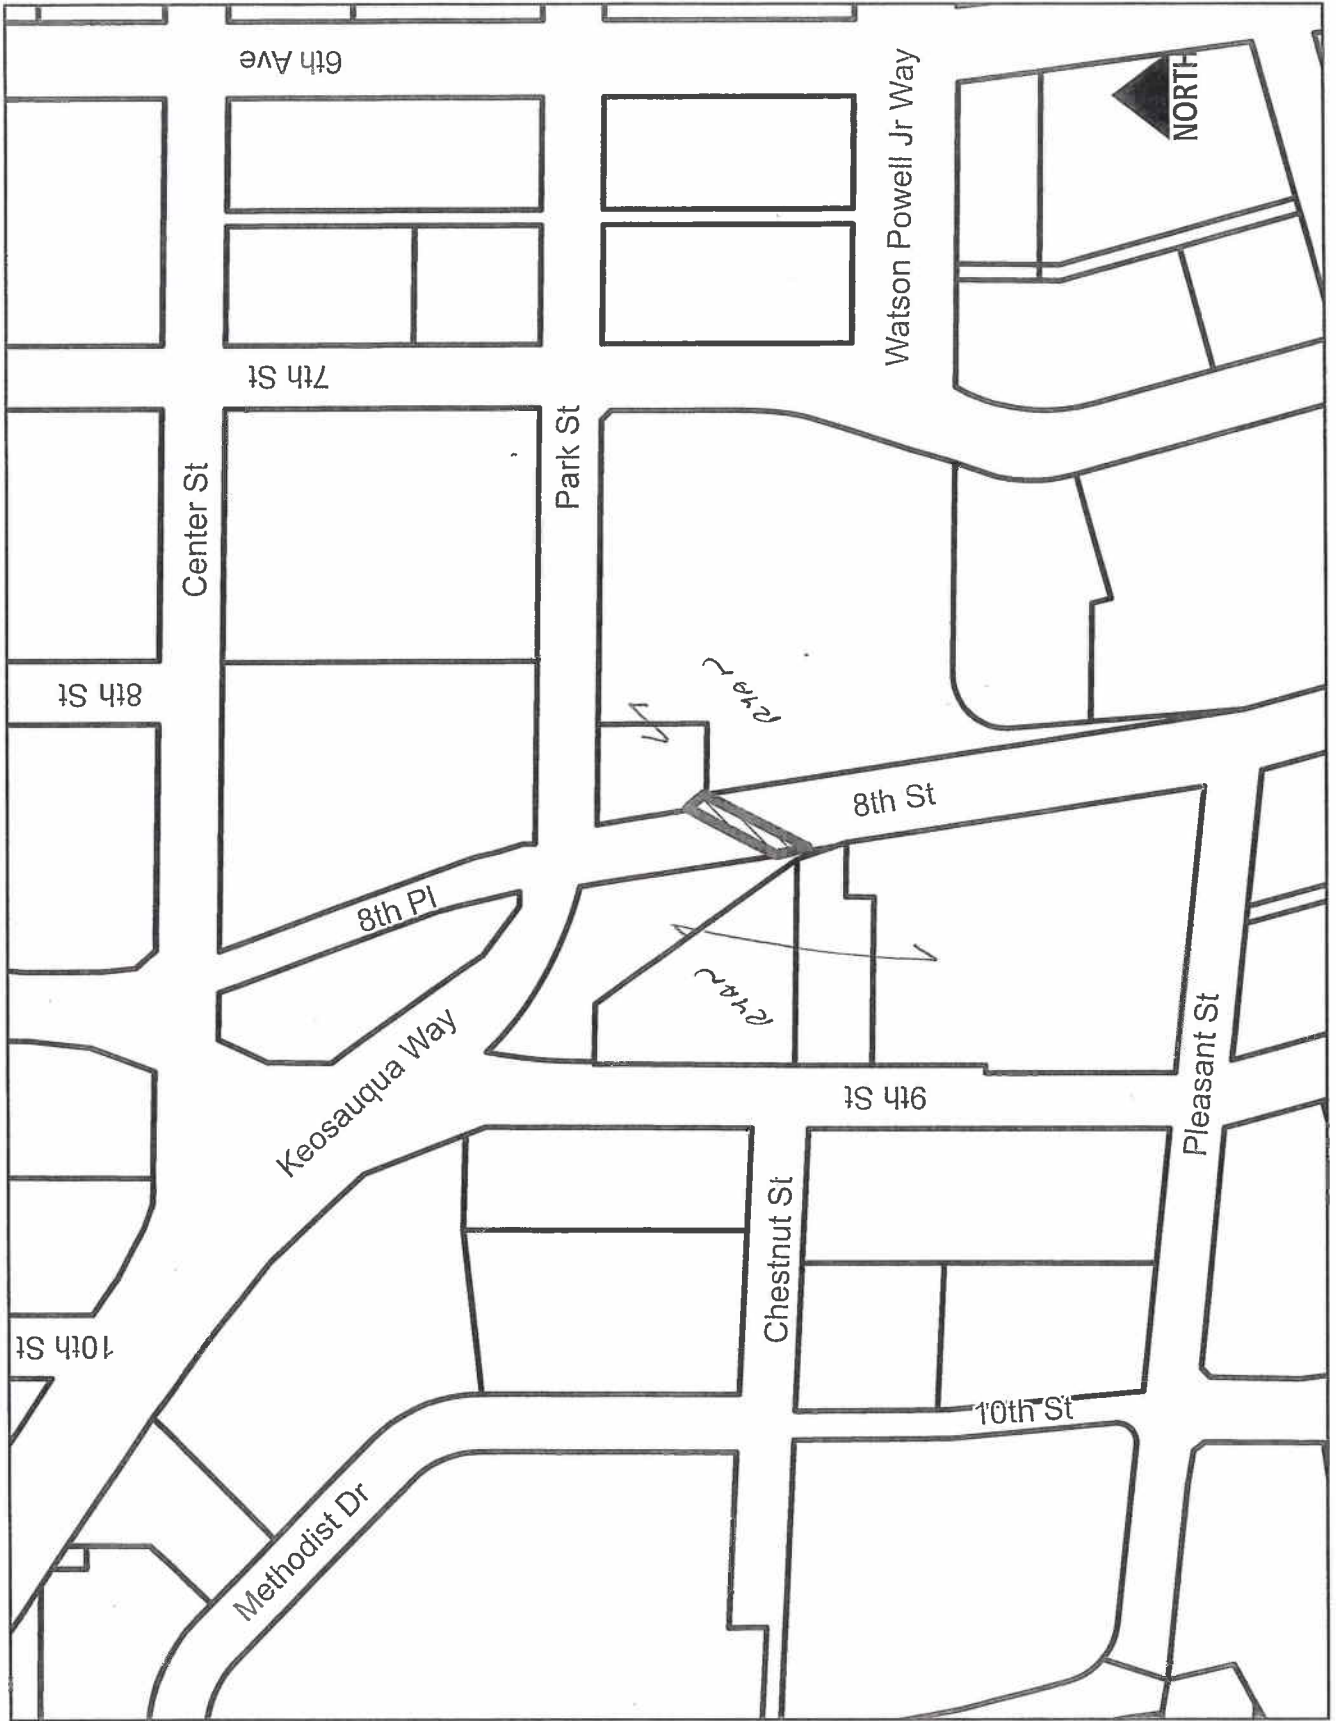 6th Ave
Watson Powell Jr Way
NORTH
7th St
Center St
Park St
8th St
RYAN
8th St
8th Pl
RYAN
Keosauqua Way
9th St
Pleasant St
Chestnut St
10th St
10th St
Methodist Dr